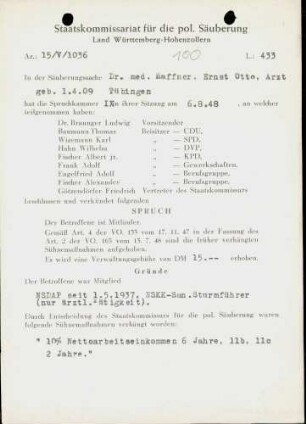 Staatskommissariat für die pol. Säuberung
Land Württemberg-Hohenzollern
Az.: 15/V/1036 100 L.: 433
In der Säuberungssache Dr. med. Haffner, Ernst Otto, Arzt
geb. 1.4.09 Tübingen
hat die Spruchkammer IX in ihrer Sitzung am 6.8.48, an welcher
teilgenommen haben:
Dr. Braunger Ludwig Vorsitzender
Baumann Thomas Beisitzer — CDU,
Wizemann Karl „ — SPD,
Hahn Wilhelm „ — DVP,
Fischer Albert jr. „ — KPD,
Frank Adolf „ — Gewerkschaften,
Engelfried Adolf „ — Berufsgruppe,
Fischer Alexander „ — Berufsgruppe,
Götzendörfer Friedrich Vertreter des Staatskommissars
beschlossen und verkündet folgenden
SPRUCH
Der Betroffene ist Mitläufer.
Gemäß Art. 4 der VO. 133 vom 17. 11. 47 in der Fassung des
Art. 2 der VO. 165 vom 15. 7. 48 sind die früher verhängten
Sühnemaßnahmen aufgehoben.
Es wird eine Verwaltungsgebühr von DM 15.-- erhoben.
Gründe
Der Betroffene war Mitglied
NSDAP seit 1.5.1937, NSKK-San.Sturmführer
(nur ärztl. Tätigkeit).
Durch Entscheidung des Staatskommissars für die pol. Säuberung waren
folgende Sühnemaßnahmen verhängt worden:
" 10% Nettoarbeitseinkommen 6 Jahre, 11b, 11c
2 Jahre."